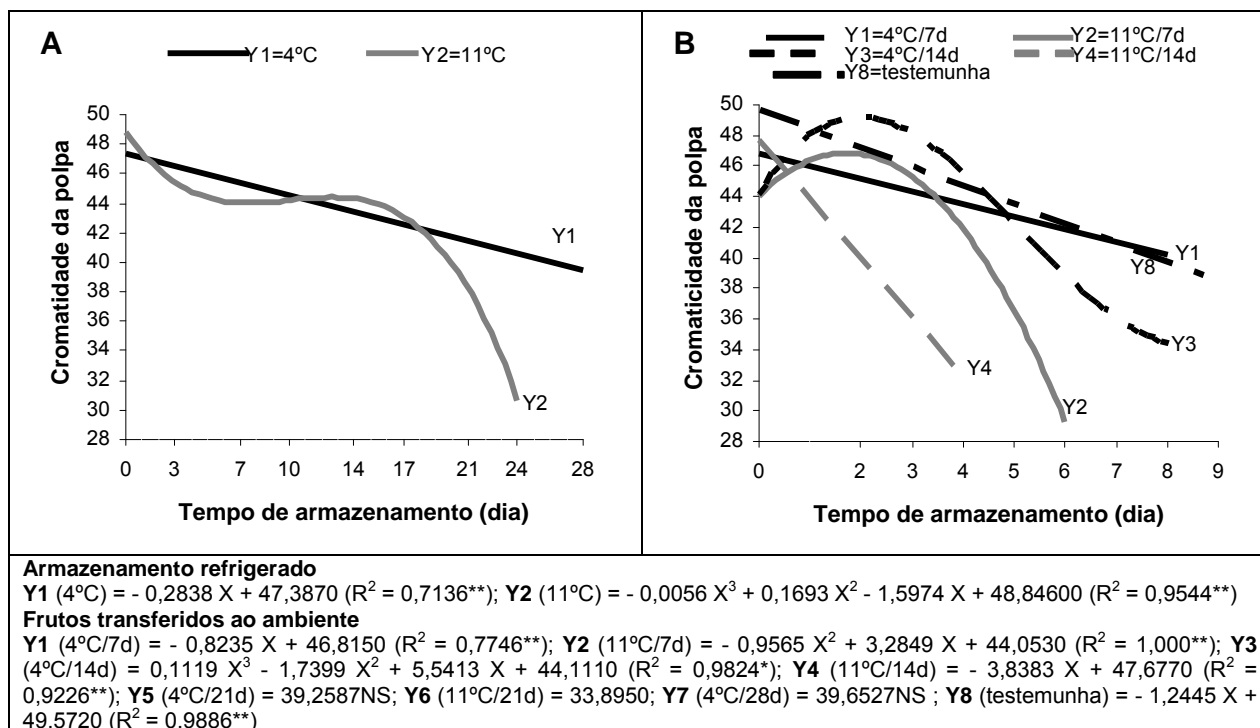 A
Y1=4ºC
Y2=11ºC
Cromatidade da polpa
50
48
46
44
42
40
38
36
34
32
30
28
0 3 7 10 14 17 21 24 28
Y1
Y2
Tempo de armazenamento (dia)
B
Y1=4ºC/7d
Y2=11ºC/7d
Y3=4ºC/14d
Y4=11ºC/14d
Y8=testemunha
Cromaticidade da polpa
50
48
46
44
42
40
38
36
34
32
30
28
0 2 3 4 5 6 8 9
Y1
Y8
Y3
Y4
Y2
Tempo de armazenamento (dia)
Armazenamento refrigerado
Y1 (4ºC) = - 0,2838 X + 47,3870 (R² = 0,7136**); Y2 (11ºC) = -0,0056 X³ + 0,1693 X² - 1,5974 X + 48,84600 (R² = 0,9544**)
Frutos transferidos ao ambiente
Y1 (4ºC/7d) = - 0,8235 X + 46,8150 (R² = 0,7746**); Y2 (11ºC/7d) = - 0,9565 X² + 3,2849 X + 44,0530 (R² = 1,000**); Y3
(4ºC/14d) = 0,1119 X³ - 1,7399 X² + 5,5413 X + 44,1110 (R² = 0,9824*); Y4 (11ºC/14d) = - 3,8383 X + 47,6770 (R² =
0,9226**); Y5 (4ºC/21d) = 39,2587NS; Y6 (11ºC/21d) = 33,8950; Y7 (4ºC/28d) = 39,6527NS ; Y8 (testemunha) = - 1,2445 X +
49,5720 (R² = 0,9886**)